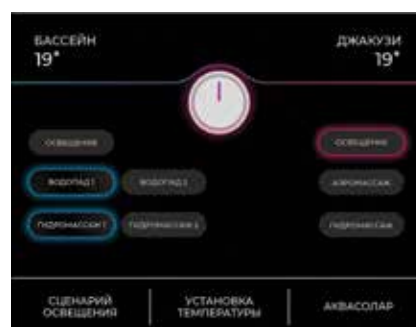 БАССЕЙН
19°
ДЖАКУЗИ
19°
ОСВЕЩЕНИЕ
ОСВЕЩЕНИЕ
ВОДОПАД 1
ВОДОПАД 2
АЭРОМАССАЖ
ГИДРОМАССАЖ 1
ГИДРОМАССАЖ 2
ГИДРОМАССАЖ
СЦЕНАРИЙ
ОСВЕЩЕНИЯ
УСТАНОВКА
ТЕМПЕРАТУРЫ
АКВАСОЛАР